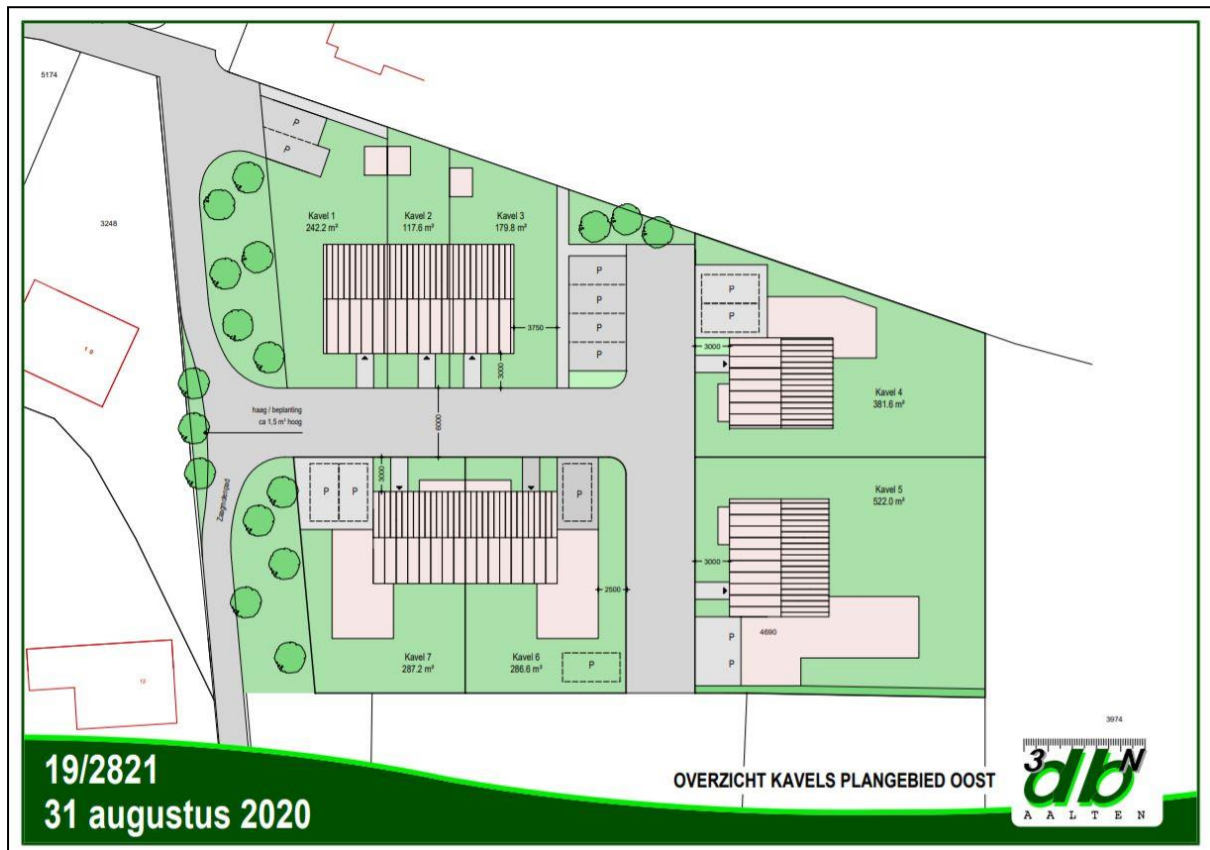 5174
P
P
3248
Kavel 1
242.2 m²
Kavel 2
117.6 m²
Kavel 3
179.8 m²
P
P
P
P
P
P
3750
3000
3000
Kavel 4
381.6 m²
haag / beplanting
ca 1,5 m¹ hoog
6000
3000
P
P
P
Kavel 5
522.0 m²
3000
2500
Kavel 7
287.2 m²
Kavel 6
286.6 m²
P
P
P
4690
3974
19/2821
31 augustus 2020
OVERZICHT KAVELS PLANGEBIED OOST
3dbN
AALTEN